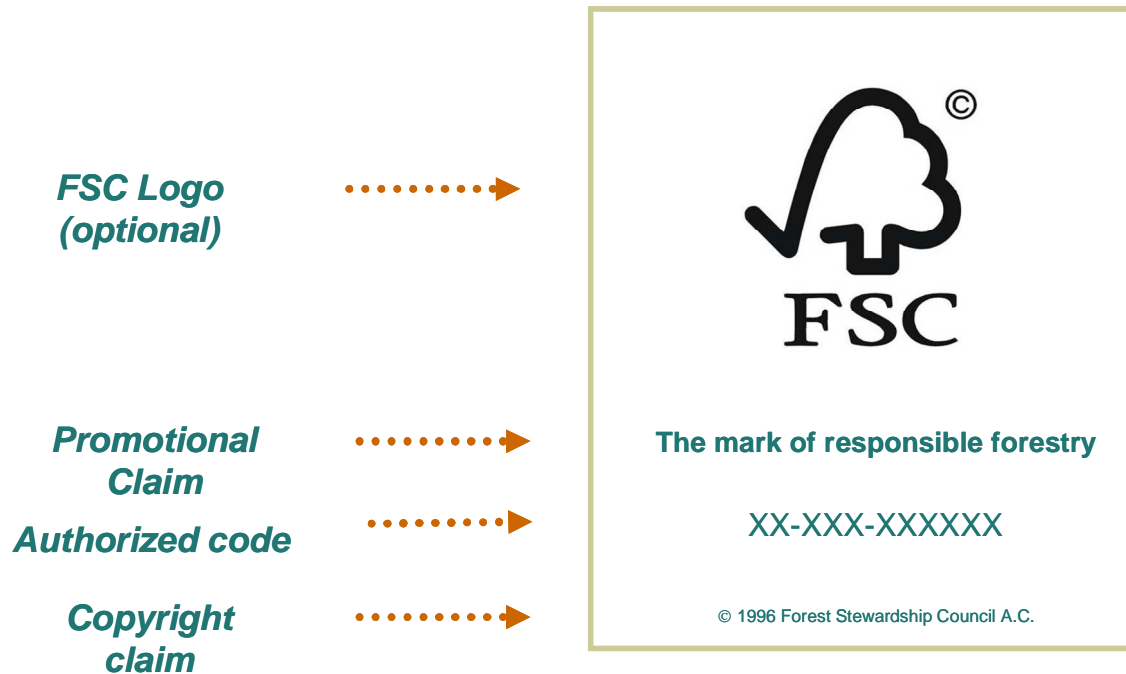 ©
FSC Logo
(optional)
FSC
Promotional
Claim
The mark of responsible forestry
Authorized code
XX-XXX-XXXXXX
Copyright
claim
© 1996 Forest Stewardship Council A.C.